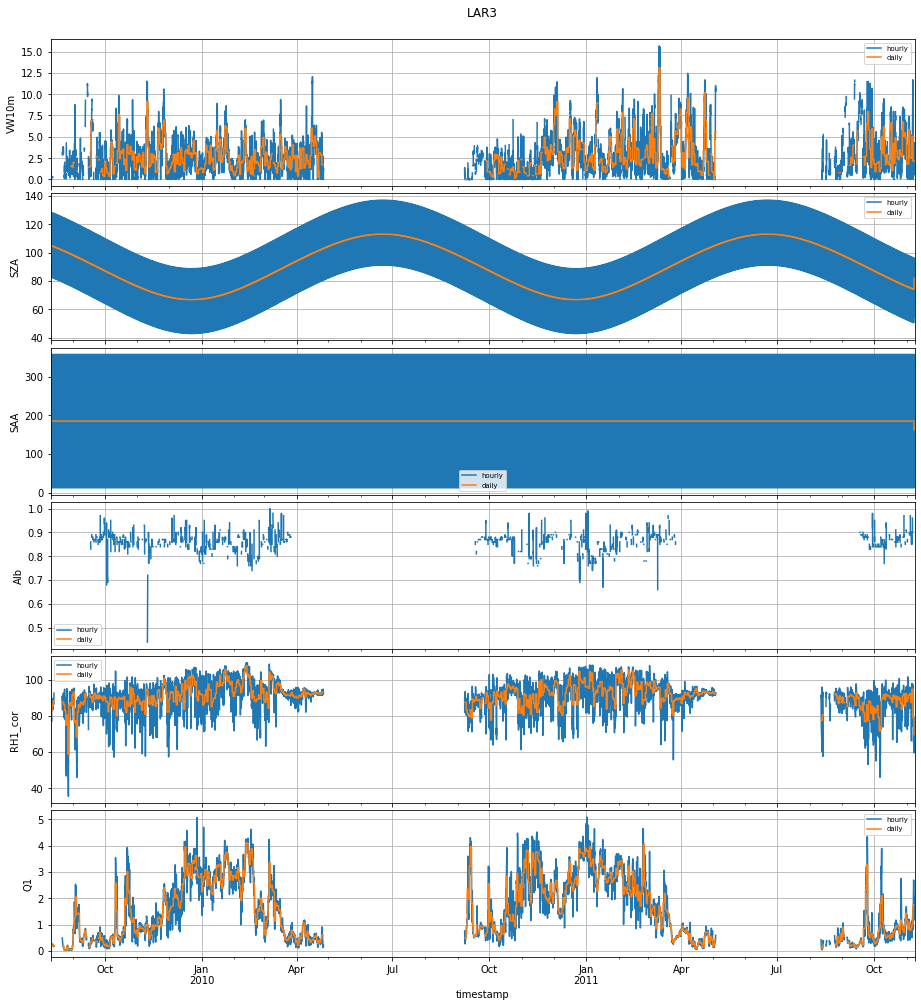 LAR3
VW10m
15.0
12.5
10.0
7.5
5.0
2.5
0.0
hourly
daily
SZA
140
120
100
80
60
40
hourly
daily
SAA
300
200
100
0
hourly
daily
Alb
1.0
0.9
0.8
0.7
0.6
0.5
hourly
daily
RH1_cor
100
80
60
40
hourly
daily
Q1
5
4
3
2
1
0
hourly
daily
Oct Jan Apr Jul Oct Jan Apr Jul Oct
2010 2011
timestamp